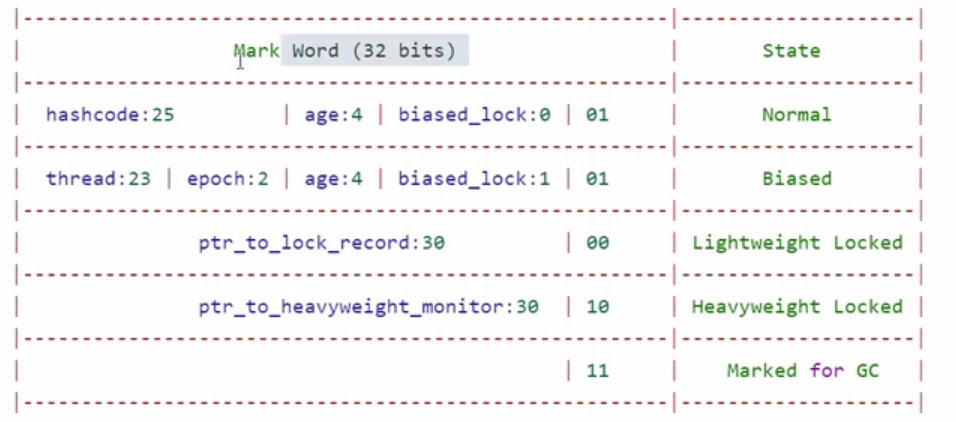 |-------------------------------------------------------|--------------------|
| Mark Word (32 bits) | State |
|-------------------------------------------------------|--------------------|
| hashcode:25 | age:4 | biased_lock:0 | 01 | Normal |
|-------------------------------------------------------|--------------------|
| thread:23 | epoch:2 | age:4 | biased_lock:1 | 01 | Biased |
|-------------------------------------------------------|--------------------|
| ptr_to_lock_record:30 | 00 | Lightweight Locked |
|-------------------------------------------------------|--------------------|
| ptr_to_heavyweight_monitor:30 | 10 | Heavyweight Locked |
|-------------------------------------------------------|--------------------|
| | 11 | Marked for GC |
|-------------------------------------------------------|--------------------|